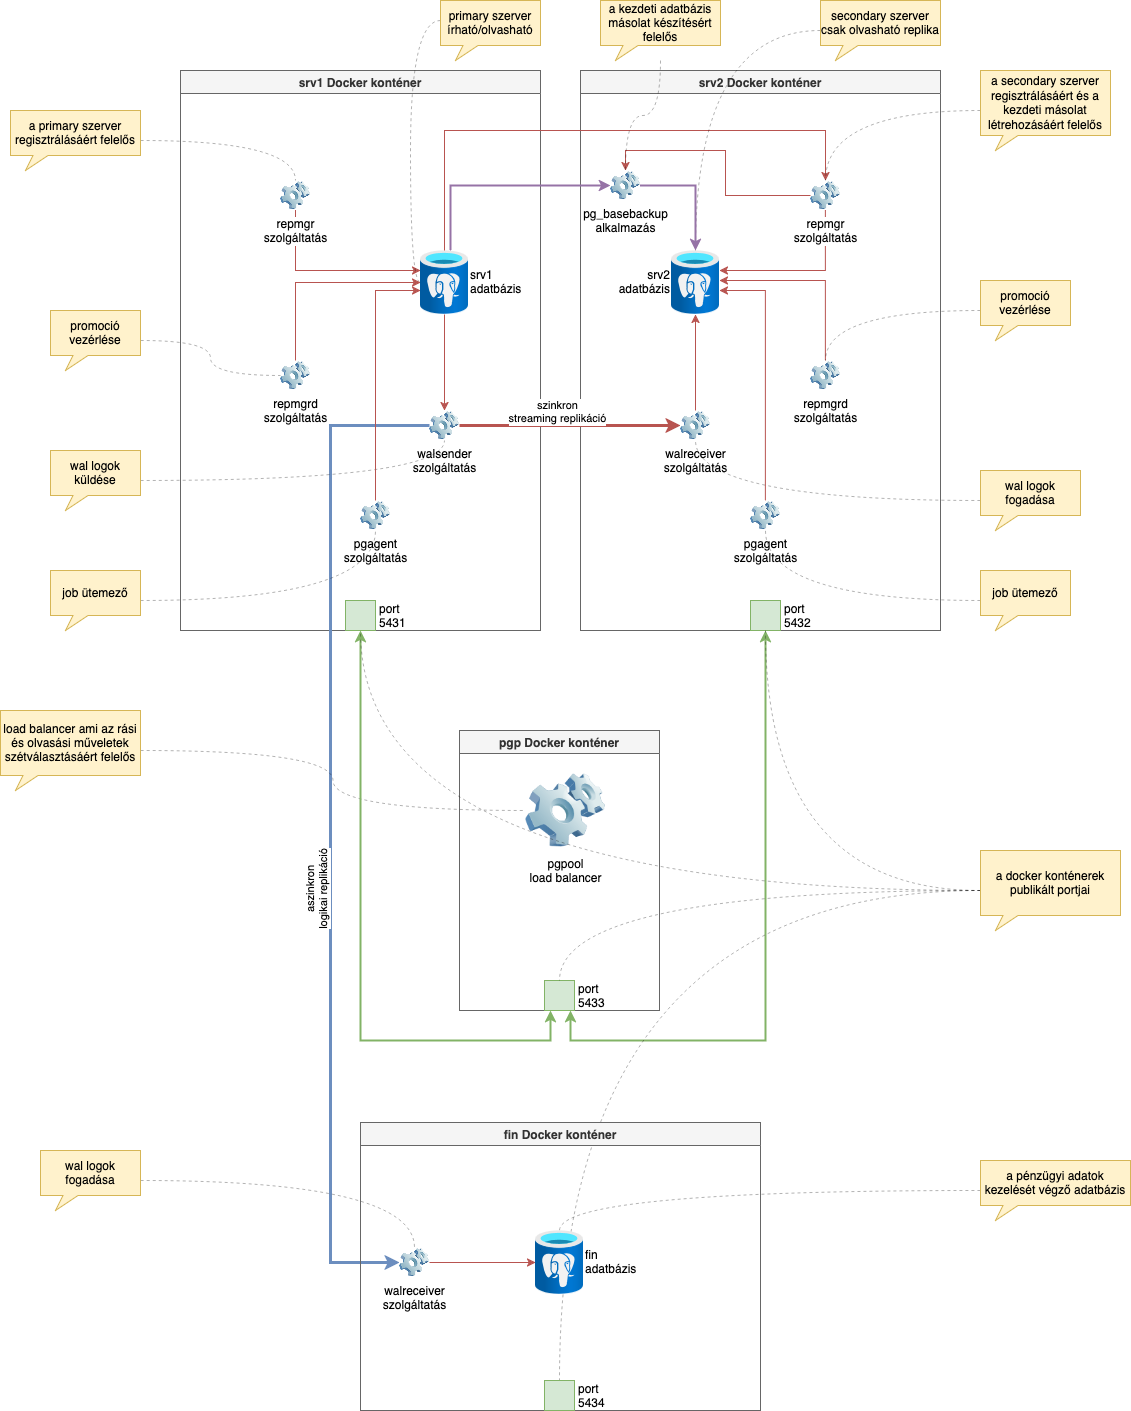 primary szerver
írható/olvasható
a kezdeti adatbázis
másolat készítésért
felelős
secondary szerver
csak olvasható replika
srv1 Docker konténer
srv2 Docker konténer
a secondary szerver
regisztrálásáért és a
kezdeti másolat
létrehozásáért felelős
a primary szerver
regisztrálásáért felelős
repmgr
szolgáltatás
pg_basebackup
alkalmazás
repmgr
szolgáltatás
srv1
adatbázis
srv2
adatbázis
promoció
vezérlése
promoció
vezérlése
repmgrd
szolgáltatás
szinkron
streaming replikáció
repmgrd
szolgáltatás
walsender
szolgáltatás
walreceiver
szolgáltatás
wal logok
küldése
wal logok
fogadása
pgagent
szolgáltatás
pgagent
szolgáltatás
job ütemező
job ütemező
port
5431
port
5432
load balancer ami az rási
és olvasási műveletek
szétválasztásáért felelős
pgp Docker konténer
pgpool
load balancer
aszinkron
logikai replikáció
a docker konténerek
publikált portjai
port
5433
fin Docker konténer
wal logok
fogadása
a pénzügyi adatok
kezelését végző adatbázis
fin
adatbázis
walreceiver
szolgáltatás
port
5434